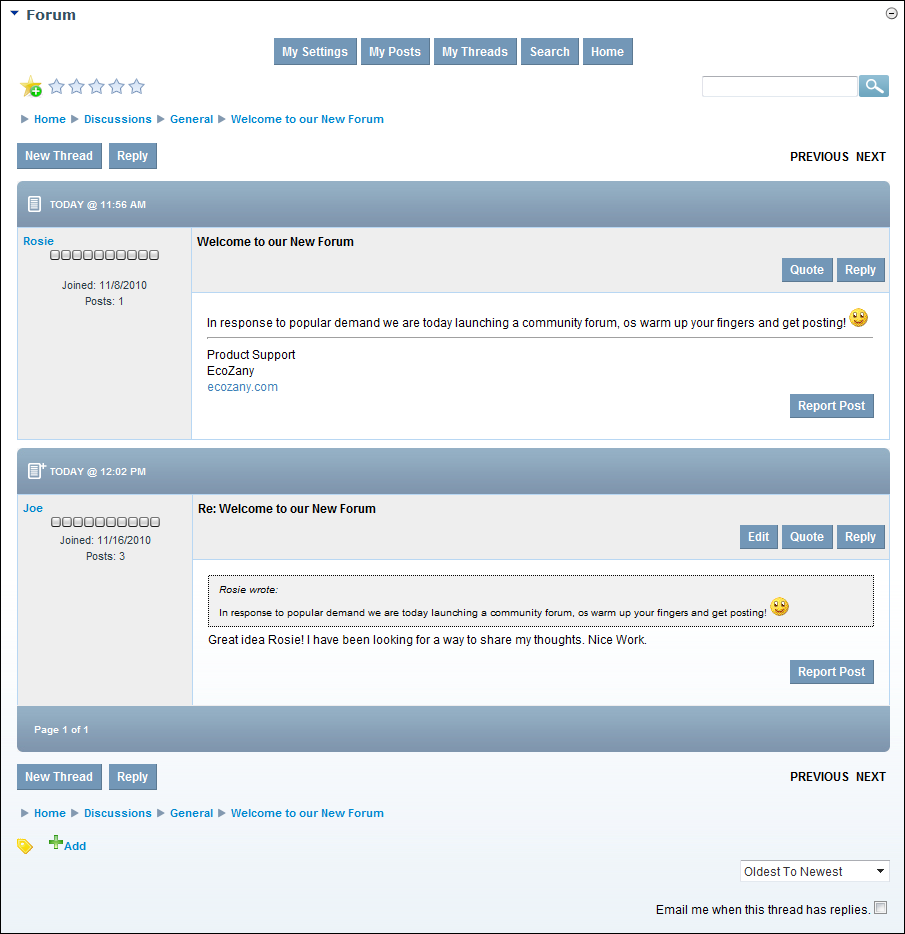 Forum
My Settings My Posts My Threads Search Home
Home Discussions General Welcome to our New Forum
New Thread Reply PREVIOUS NEXT
TODAY @ 11:56 AM
Rosie
Joined: 11/8/2010
Posts: 1
Welcome to our New Forum
Quote Reply
In response to popular demand we are today launching a community forum, os warm up your fingers and get posting!
Product Support
EcoZany
ecozany.com
Report Post
TODAY @ 12:02 PM
Joe
Joined: 11/16/2010
Posts: 3
Re: Welcome to our New Forum
Edit Quote Reply
Rosie wrote:
In response to popular demand we are today launching a community forum, os warm up your fingers and get posting!
Great idea Rosie! I have been looking for a way to share my thoughts. Nice Work.
Report Post
Page 1 of 1
New Thread Reply PREVIOUS NEXT
Home Discussions General Welcome to our New Forum
Add
Oldest To Newest
Email me when this thread has replies.